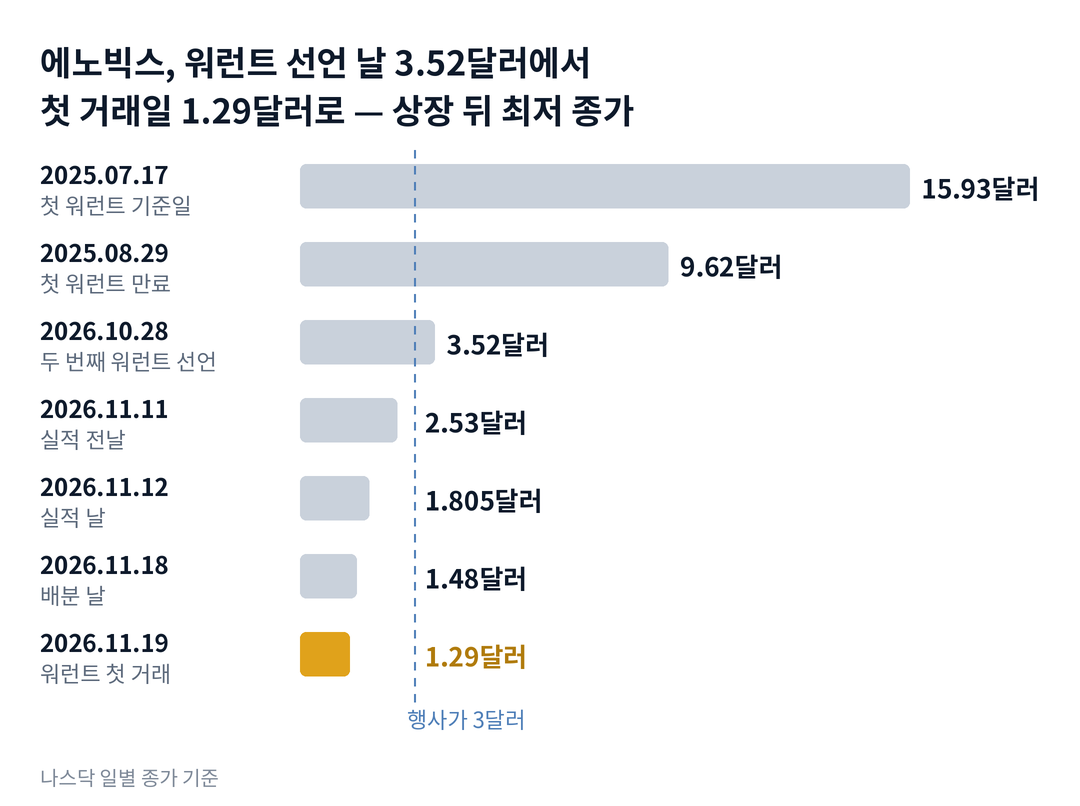 에노빅스, 워런트 선언 날 3.52달러에서
첫 거래일 1.29달러로 — 상장 뒤 최저 종가
2025.07.17
첫 워런트 기준일
15.93달러
2025.08.29
첫 워런트 만료
9.62달러
2026.10.28
두 번째 워런트 선언
3.52달러
2026.11.11
실적 전날
2.53달러
2026.11.12
실적 날
1.805달러
2026.11.18
배분 날
1.48달러
2026.11.19
워런트 첫 거래
1.29달러
행사가 3달러
나스닥 일별 종가 기준